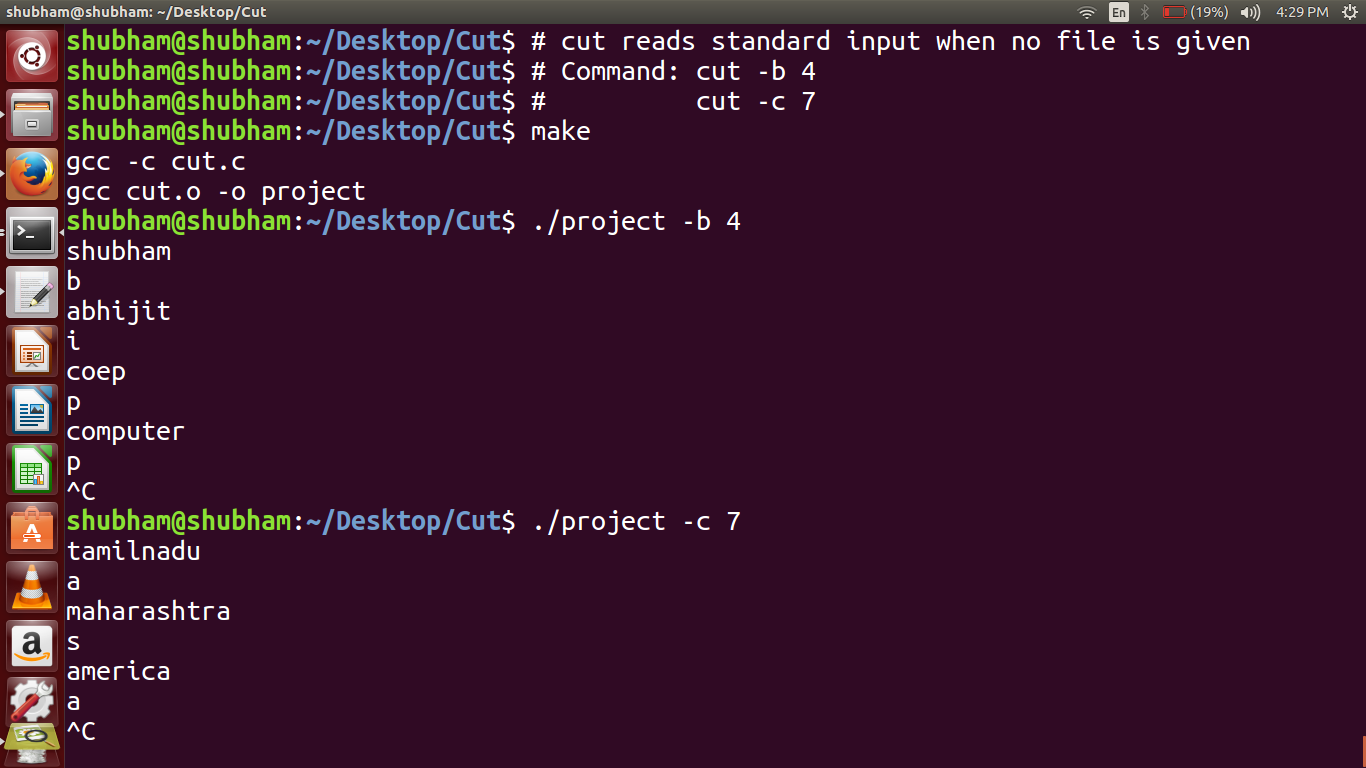 shubham@shubham: ~/Desktop/Cut En (19%) 4:29 PM
shubham@shubham:~/Desktop/Cut$ # cut reads standard input when no file is given
shubham@shubham:~/Desktop/Cut$ # Command: cut -b 4
shubham@shubham:~/Desktop/Cut$ #          cut -c 7
shubham@shubham:~/Desktop/Cut$ make
gcc -c cut.c
gcc cut.o -o project
shubham@shubham:~/Desktop/Cut$ ./project -b 4
shubham
b
abhijit
i
coep
p
computer
p
^C
shubham@shubham:~/Desktop/Cut$ ./project -c 7
tamilnadu
a
maharashtra
s
america
a
^C